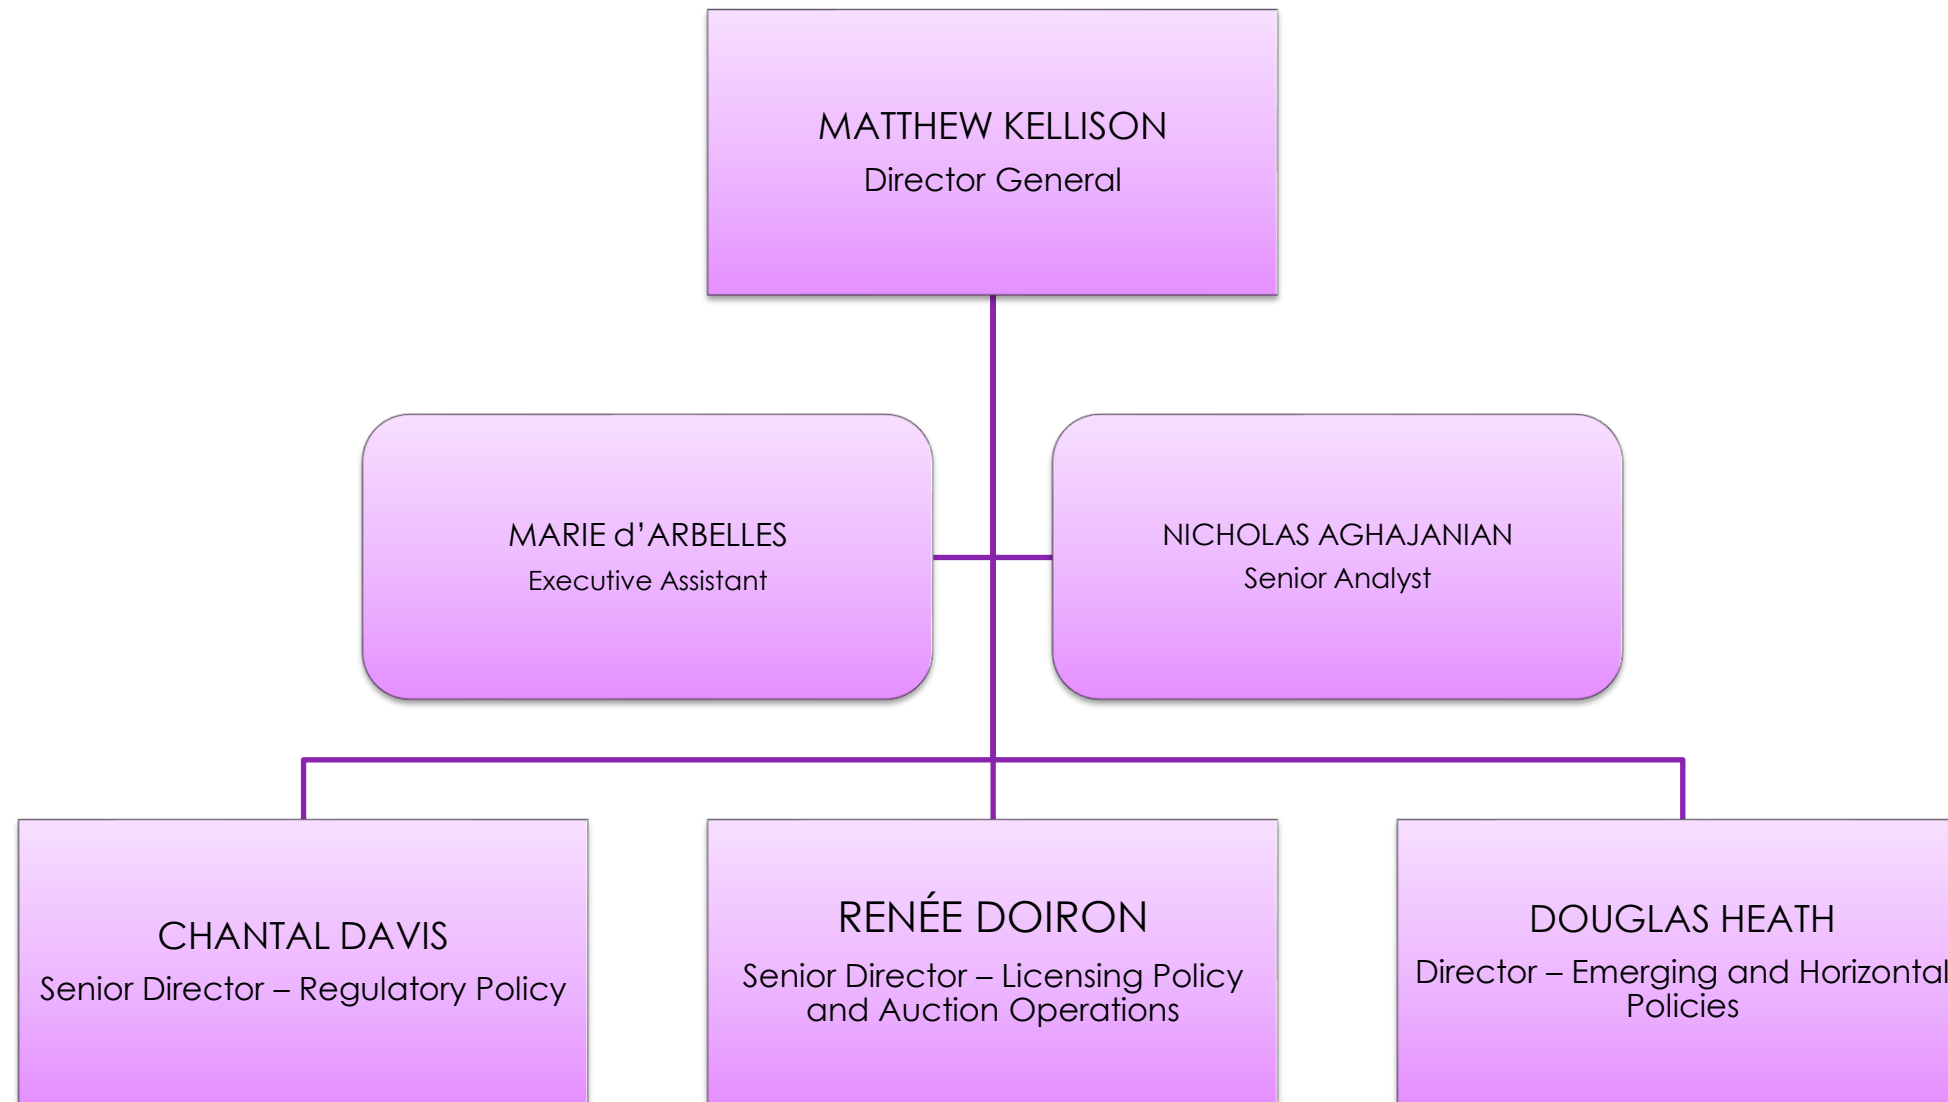 MATTHEW KELLISON
Director General
MARIE d’ARBELLES
Executive Assistant
NICHOLAS AGHAJANIAN
Senior Analyst
CHANTAL DAVIS
Senior Director – Regulatory Policy
RENÉE DOIRON
Senior Director – Licensing Policy
and Auction Operations
DOUGLAS HEATH
Director – Emerging and Horizontal
Policies